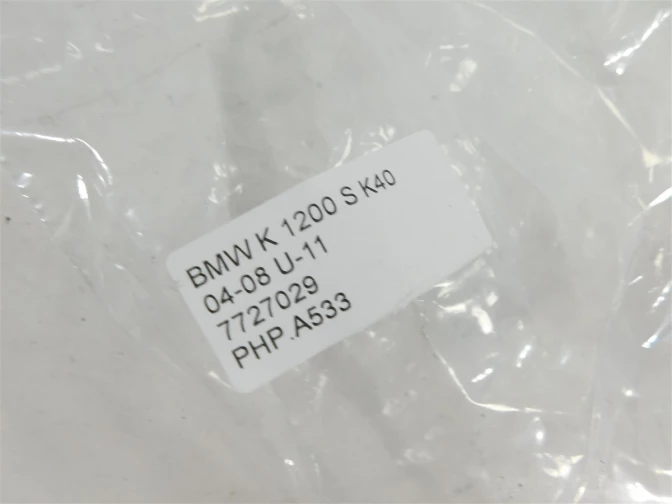 BMW K 1200 S K40
04-08 U-11
7727029
PHP.A533